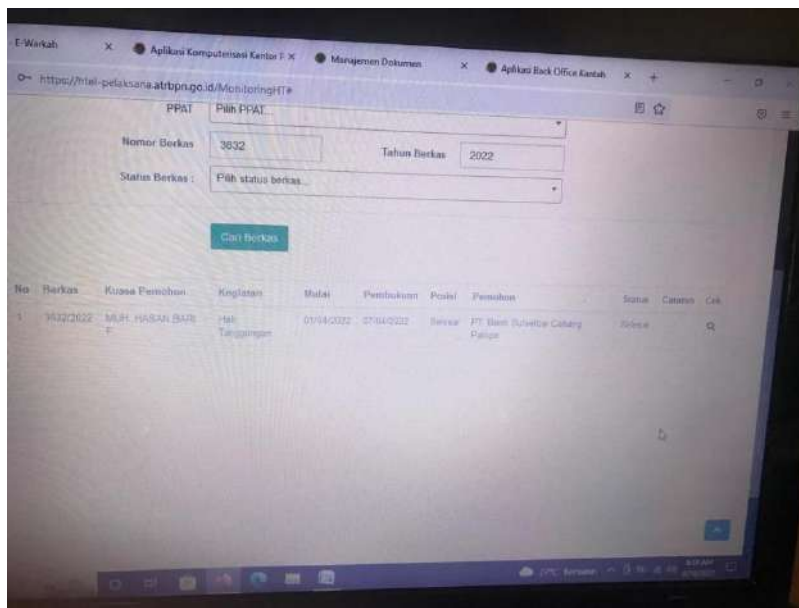 E-Warkah
Aplikasi Komputerisasi Kantor P
Manajemen Dokumen
Aplikasi Back Office Kantah
https://htel-pelaksana.atrbpn.go.id/MonitoringHT#
PPAT Pilih PPAT...
Nomor Berkas 3632 Tahun Berkas 2022
Status Berkas : Pilih status berkas...
Cari Berkas
No Berkas Kuasa Pemohon Kegiatan Mulai Pembukuan Posisi Pemohon Status Catatan Cek
1 3632/2022 MUH. HASAN BASRI Hak 01/04/2022 07/04/2022 Selesai PT. Bank Cabang Selesai
Tanggungan
27°C